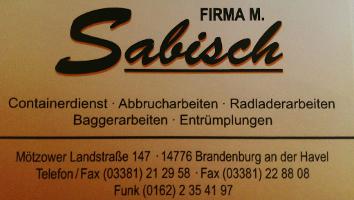 FIRMA M.
Sabisch
Containerdienst · Abbrucharbeiten · Radladerarbeiten
Baggerarbeiten · Entrümplungen
Mötzower Landstraße 147 · 14776 Brandenburg an der Havel
Telefon/Fax (03381) 21 29 58 · Fax (03381) 22 88 08
Funk (0162) 2 35 41 97